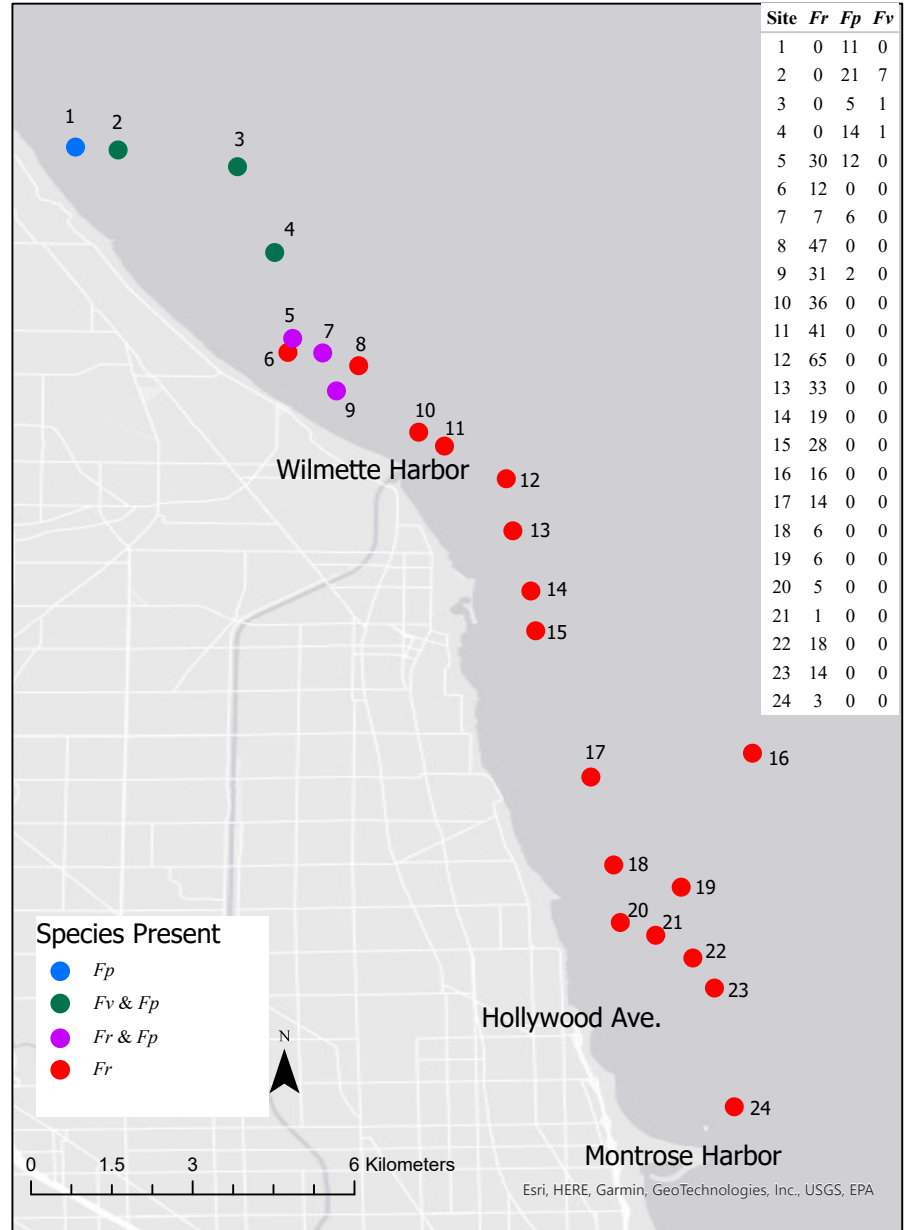 Site Fr Fp Fv
1 0 11 0
2 0 21 7
3 0 5 1
4 0 14 1
5 30 12 0
6 12 0 0
7 7 6 0
8 47 0 0
9 31 2 0
10 36 0 0
11 41 0 0
12 65 0 0
13 33 0 0
14 19 0 0
15 28 0 0
16 16 0 0
17 14 0 0
18 6 0 0
19 6 0 0
20 5 0 0
21 1 0 0
22 18 0 0
23 14 0 0
24 3 0 0
1
2
3
4
5
6
7
8
9
10
11
Wilmette Harbor
12
13
14
15
16
17
18
19
20
21
22
23
Hollywood Ave.
24
Montrose Harbor
Species Present
Fp
Fv & Fp
Fr & Fp
Fr
N
0 1.5 3 6 Kilometers
Esri, HERE, Garmin, GeoTechnologies, Inc., USGS, EPA